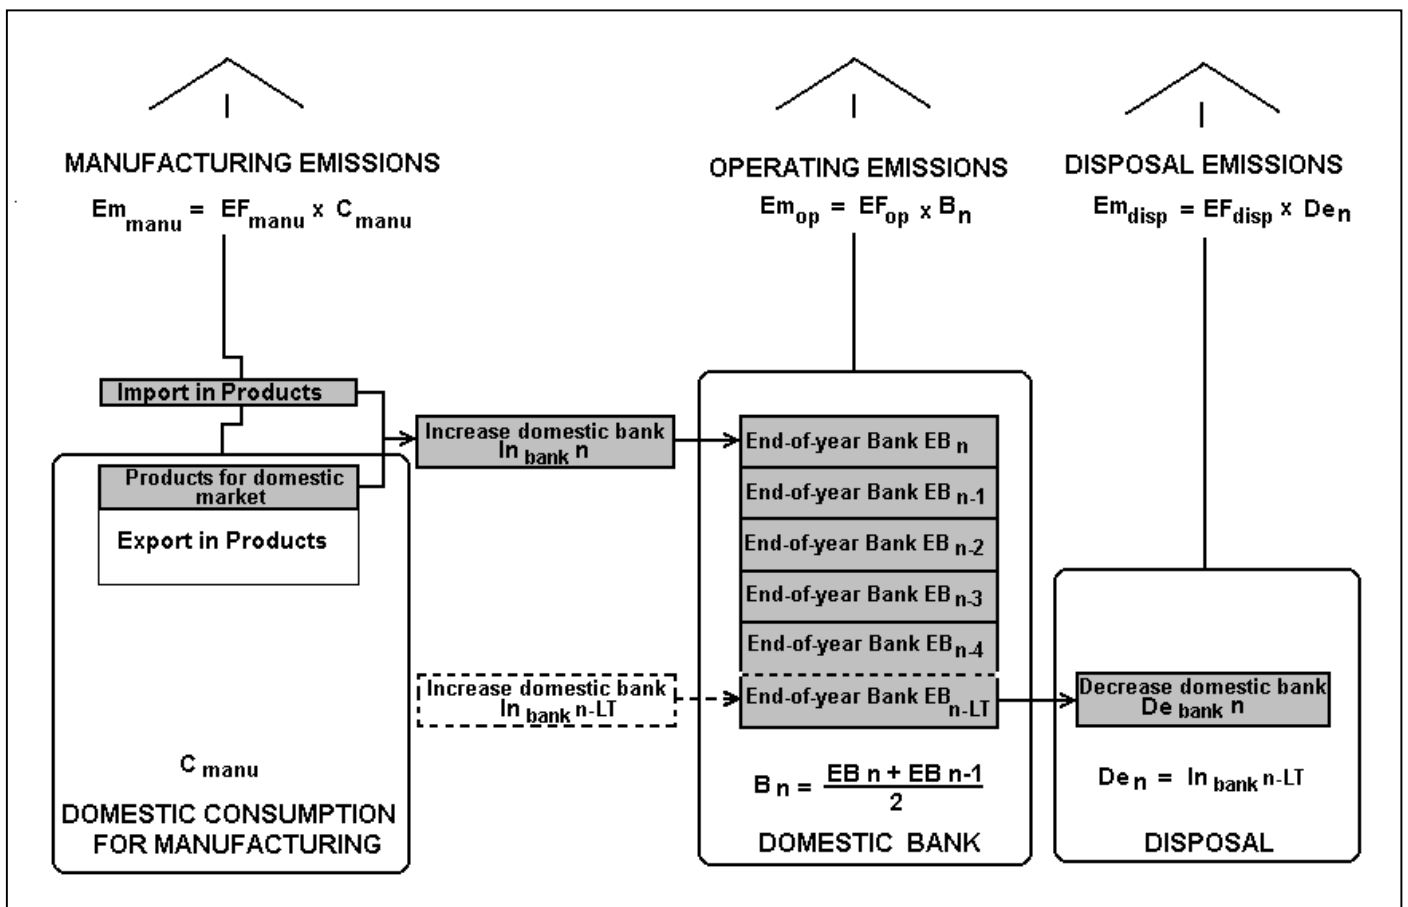 MANUFACTURING EMISSIONS
Em manu = EF manu x C manu
OPERATING EMISSIONS
Em op = EF op x B n
DISPOSAL EMISSIONS
Em disp = EF disp x De n
Import in Products
Products for domestic
market
Export in Products
C manu
DOMESTIC CONSUMPTION
FOR MANUFACTURING
Increase domestic bank
In bank n
Increase domestic bank
In bank n-LT
End-of-year Bank EB n
End-of-year Bank EB n-1
End-of-year Bank EB n-2
End-of-year Bank EB n-3
End-of-year Bank EB n-4
End-of-year Bank EB n-LT
B n = EB n + EB n-1
2
DOMESTIC BANK
Decrease domestic bank
De bank n
De n = In bank n-LT
DISPOSAL